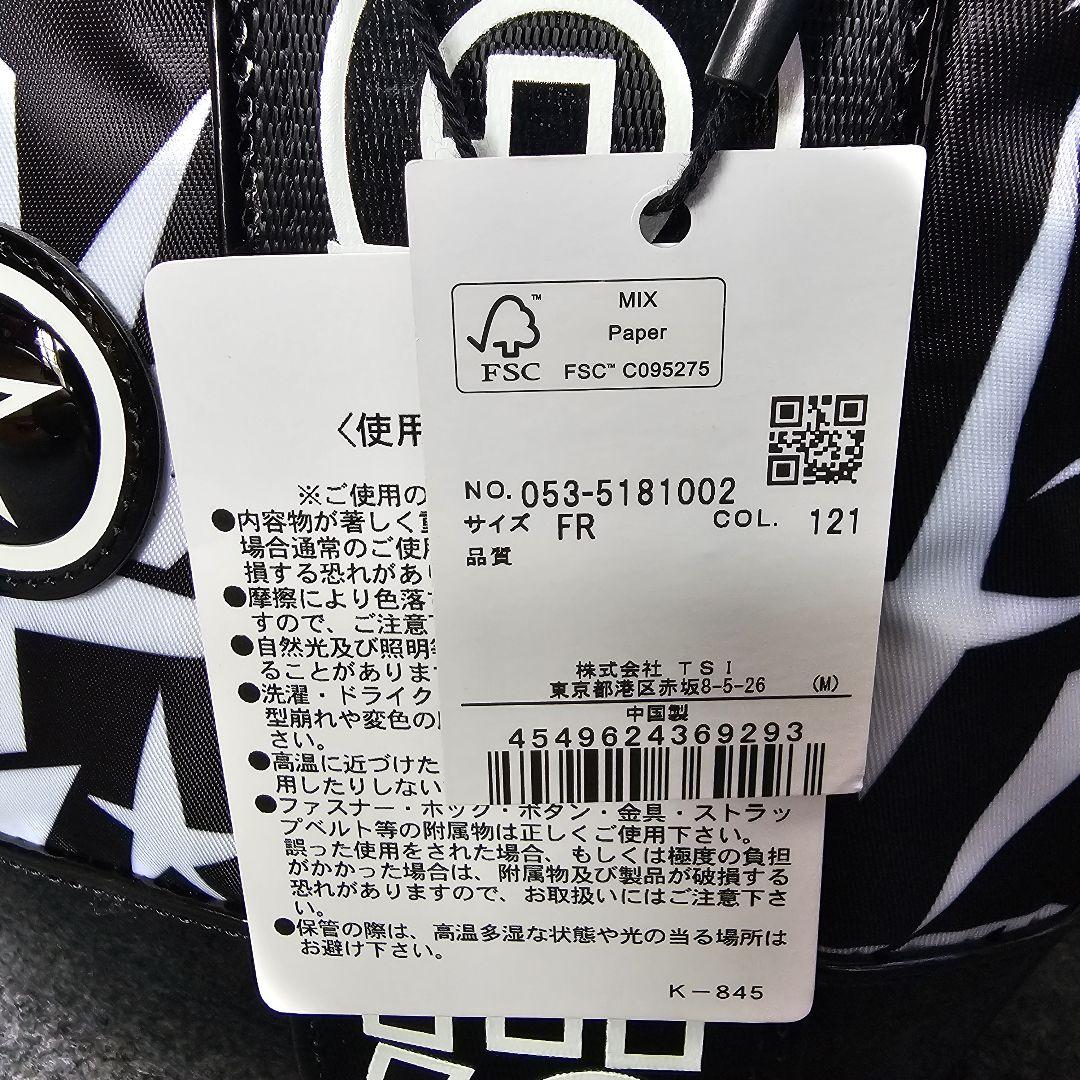 MIX
Paper
FSC™ C095275
FSC
NO. 053-5181002
サイズ FR COL. 121
品質
株式会社 TSI
東京都港区赤坂8-5-26 (M)
中国製
4549624369293
〈使用
※ご使用の
●内容物が著しく
場合通常のご使用
損する恐れがあり
●摩擦により色落
すので、ご注意
●自然光及び照明
ることがありま
●洗濯・ドライク
型崩れや変色の
さい。
●高温に近づけた
用したりしない
●ファスナー・ホック・ボタン・金具・ストラッ
プベルト等の附属物は正しくご使用下さい。
誤った使用をされた場合、もしくは極度の負担
がかかった場合は、附属物及び製品が破損する
恐れがありますので、お取扱いにはご注意下さ
い。
●保管の際は、高温多湿な状態や光の当る場所は
お避け下さい。
K-845